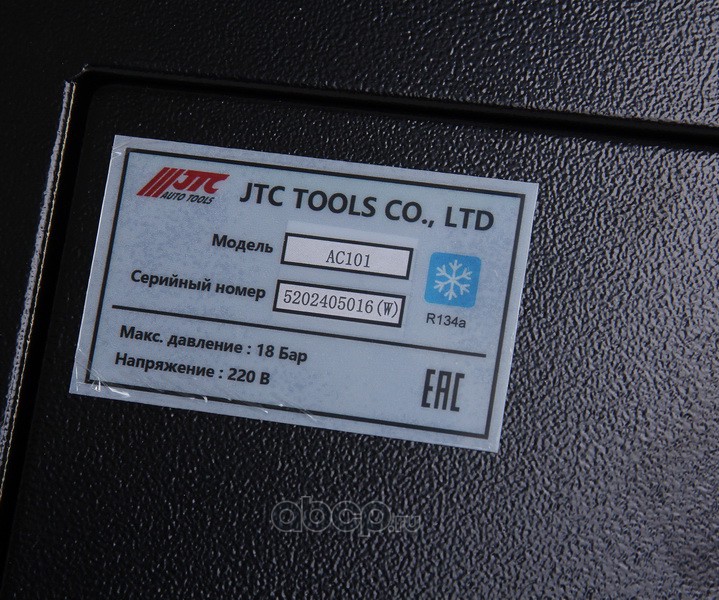 JTC
AUTO TOOLS
JTC TOOLS CO., LTD
Модель AC101
Серийный номер 5202405016(W)
R134a
Макс. давление : 18 Бар
Напряжение : 220 В
EAC
abcp.ru